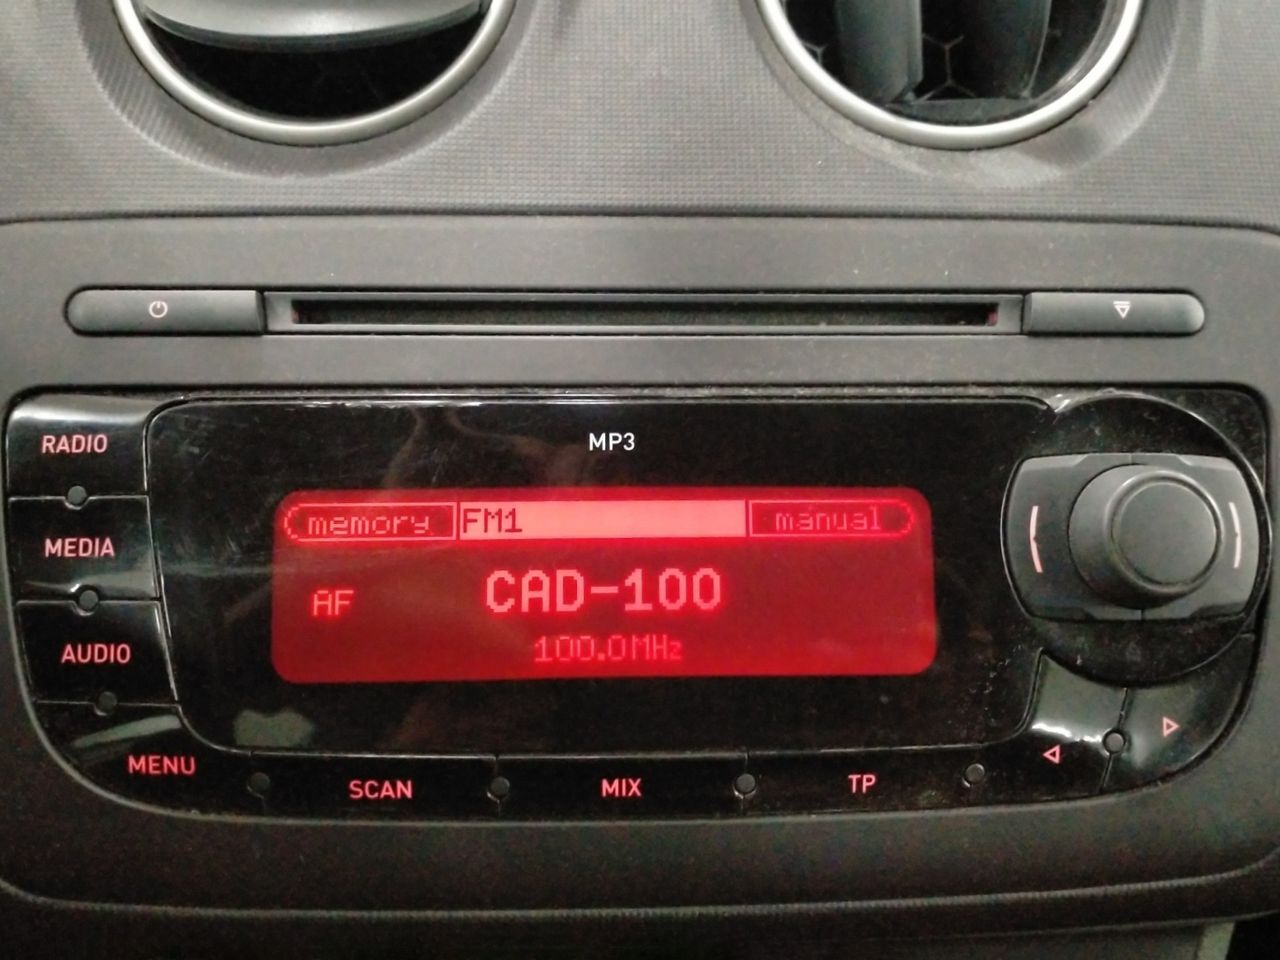 MP3
RADIO
MEDIA
AUDIO
MENU
memory FM1 manual
AF CAD-100
100.0MHz
SCAN MIX TP